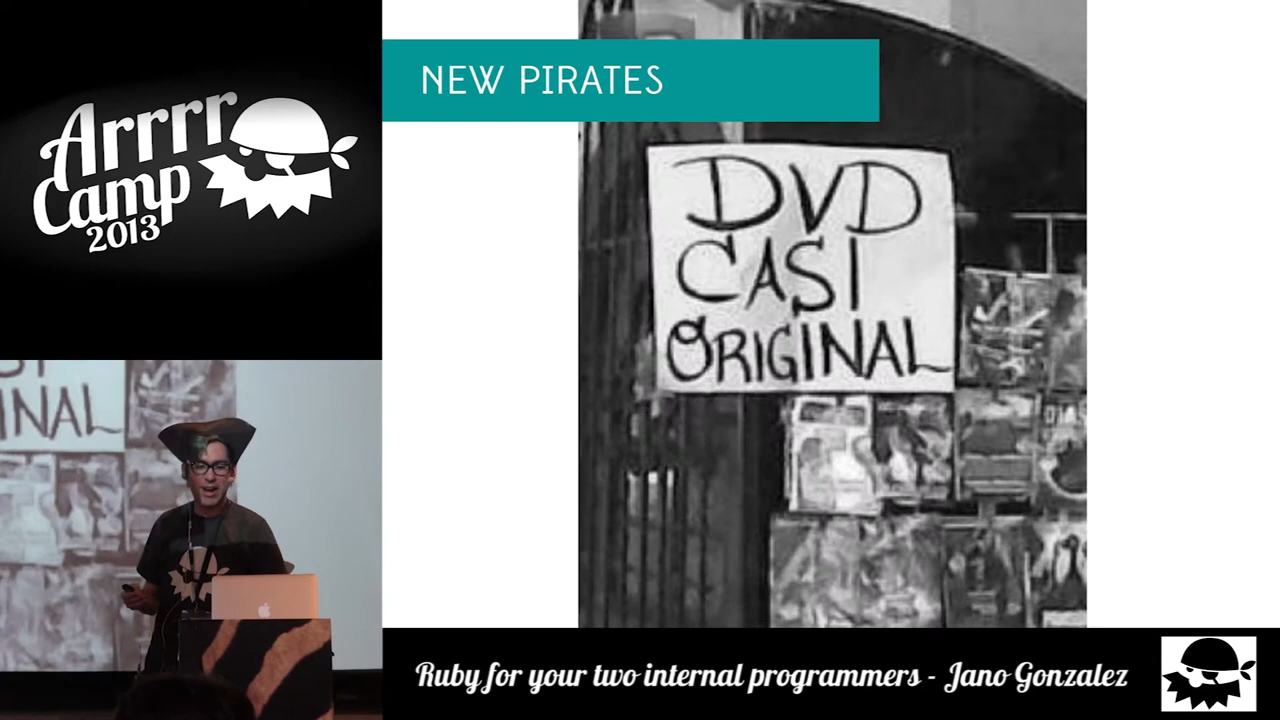 Arrrr
Camp
2013
NEW PIRATES
DVD
CASI
ORIGINAL
INAL
Ruby for your two internal programmers - Jano Gonzalez